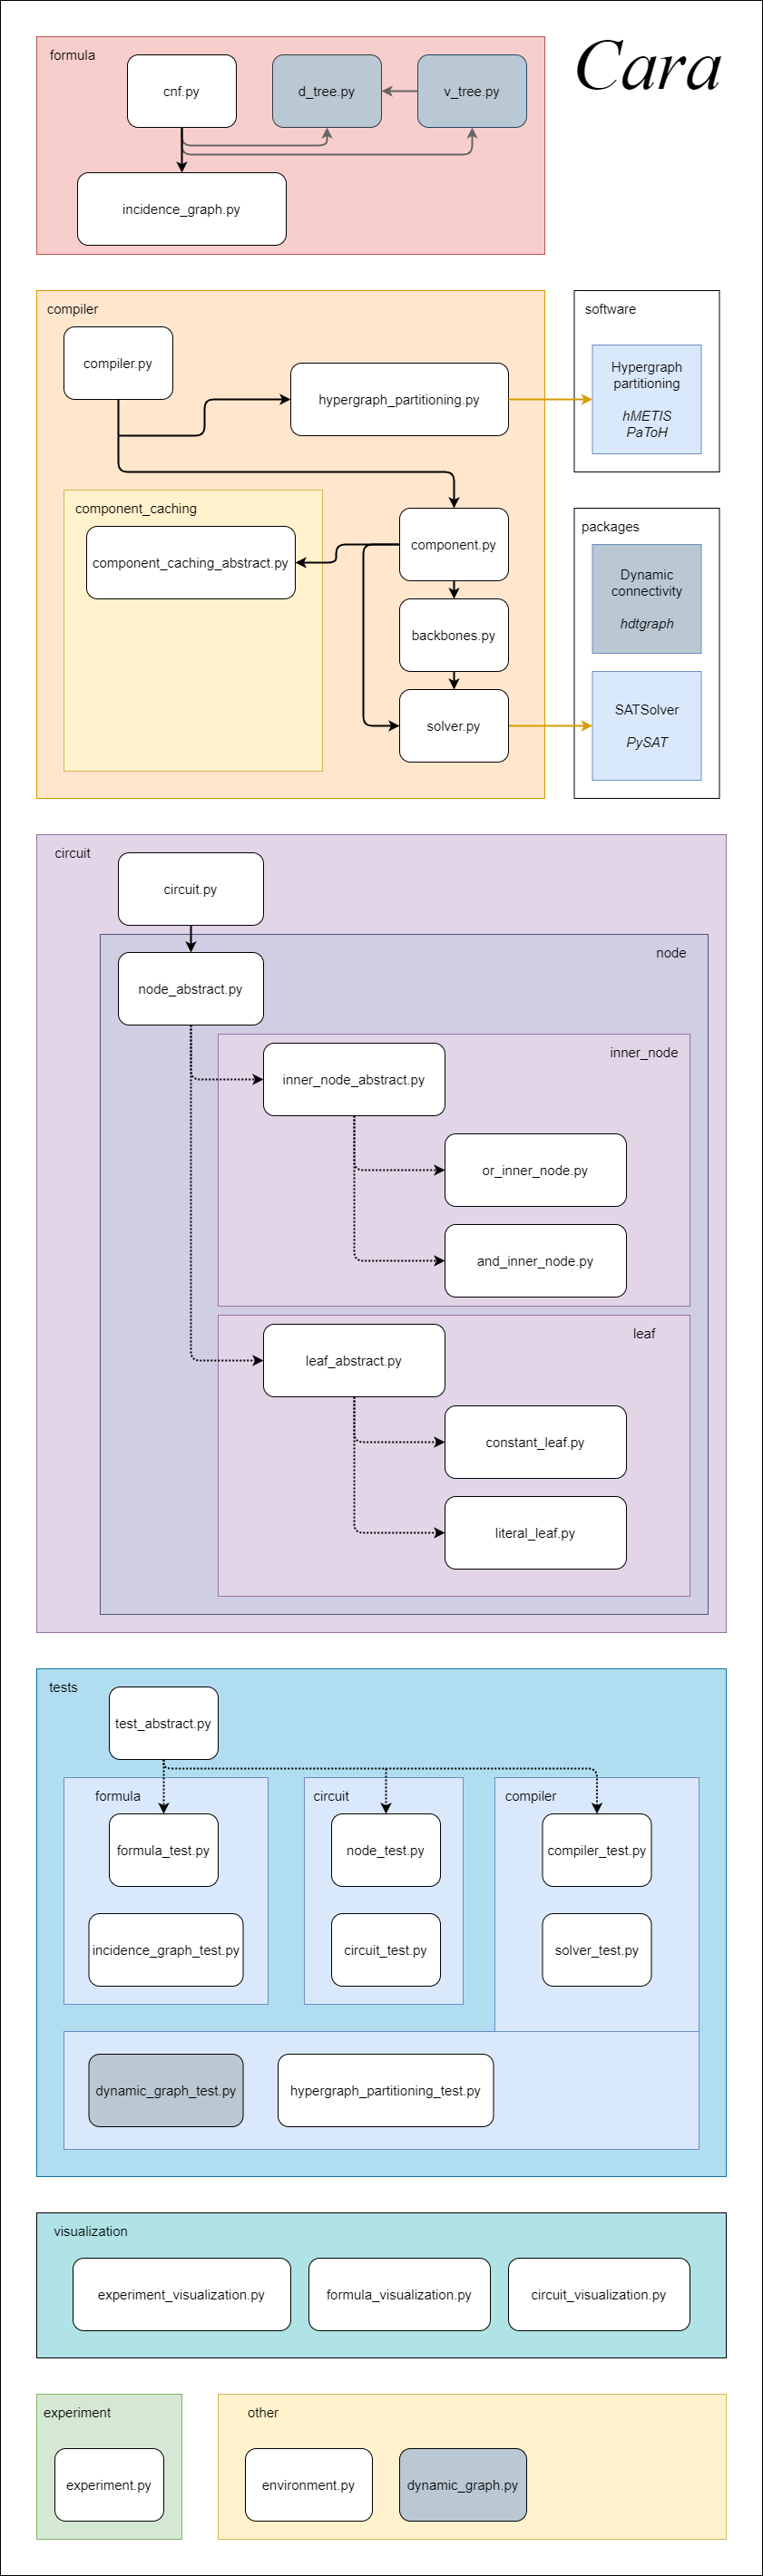 Cara
formula
cnf.py
d_tree.py
v_tree.py
incidence_graph.py
compiler
compiler.py
hypergraph_partitioning.py
software
Hypergraph
partitioning
hMETIS
PaToH
component_caching
component_caching_abstract.py
component.py
backbones.py
solver.py
packages
Dynamic
connectivity
hdtgraph
SATSolver
PySAT
circuit
circuit.py
node
node_abstract.py
inner_node
inner_node_abstract.py
or_inner_node.py
and_inner_node.py
leaf
leaf_abstract.py
constant_leaf.py
literal_leaf.py
tests
test_abstract.py
formula
formula_test.py
incidence_graph_test.py
circuit
node_test.py
circuit_test.py
compiler
compiler_test.py
solver_test.py
dynamic_graph_test.py
hypergraph_partitioning_test.py
visualization
experiment_visualization.py
formula_visualization.py
circuit_visualization.py
experiment
experiment.py
other
environment.py
dynamic_graph.py